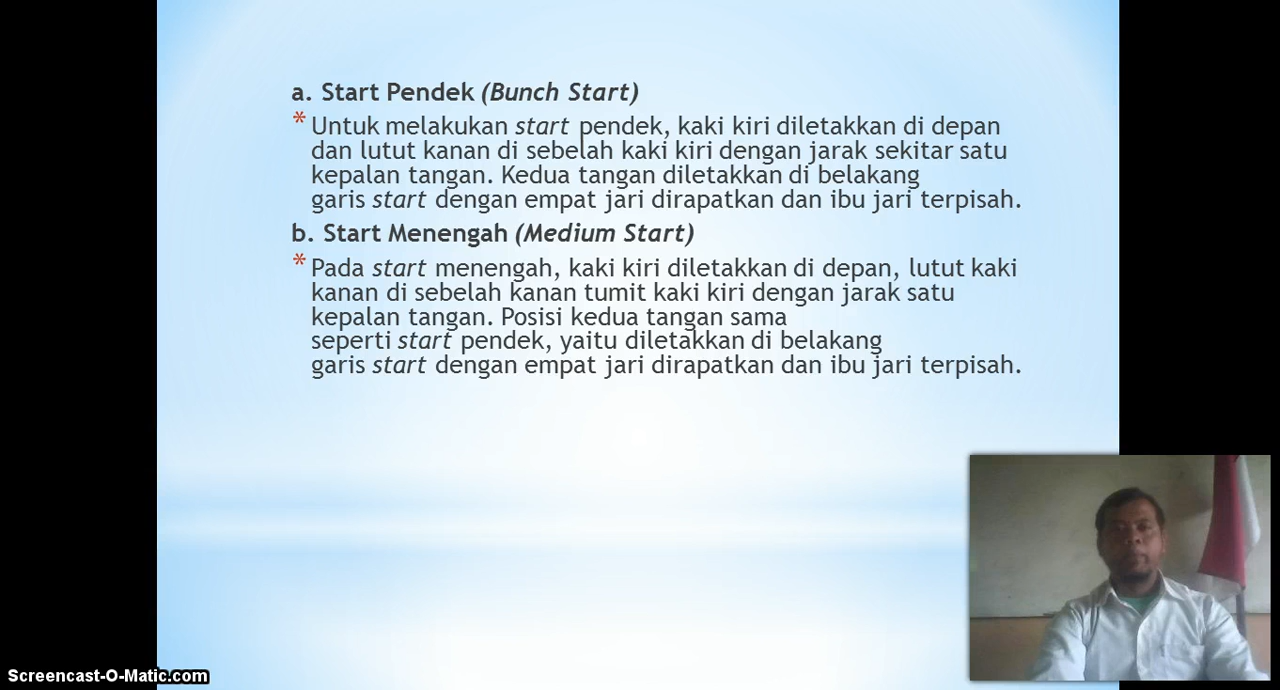 a. Start Pendek (Bunch Start)
* Untuk melakukan start pendek, kaki kiri diletakkan di depan
dan lutut kanan di sebelah kaki kiri dengan jarak sekitar satu
kepalan tangan. Kedua tangan diletakkan di belakang
garis start dengan empat jari dirapatkan dan ibu jari terpisah.
b. Start Menengah (Medium Start)
* Pada start menengah, kaki kiri diletakkan di depan, lutut kaki
kanan di sebelah kanan tumit kaki kiri dengan jarak satu
kepalan tangan. Posisi kedua tangan sama
seperti start pendek, yaitu diletakkan di belakang
garis start dengan empat jari dirapatkan dan ibu jari terpisah.
Screencast-O-Matic.com